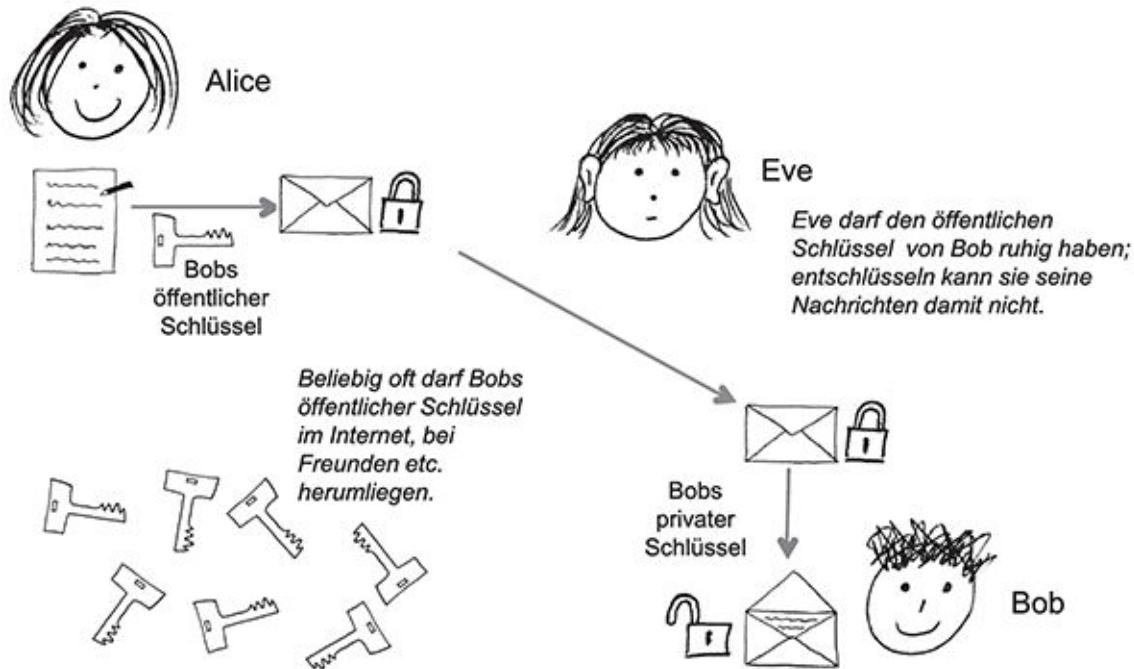 Alice
Bobs
öffentlicher
Schlüssel
Eve
Eve darf den öffentlichen
Schlüssel von Bob ruhig haben;
entschlüsseln kann sie seine
Nachrichten damit nicht.
Beliebig oft darf Bobs
öffentlicher Schlüssel
im Internet, bei
Freunden etc.
herumliegen.
Bobs
privater
Schlüssel
Bob